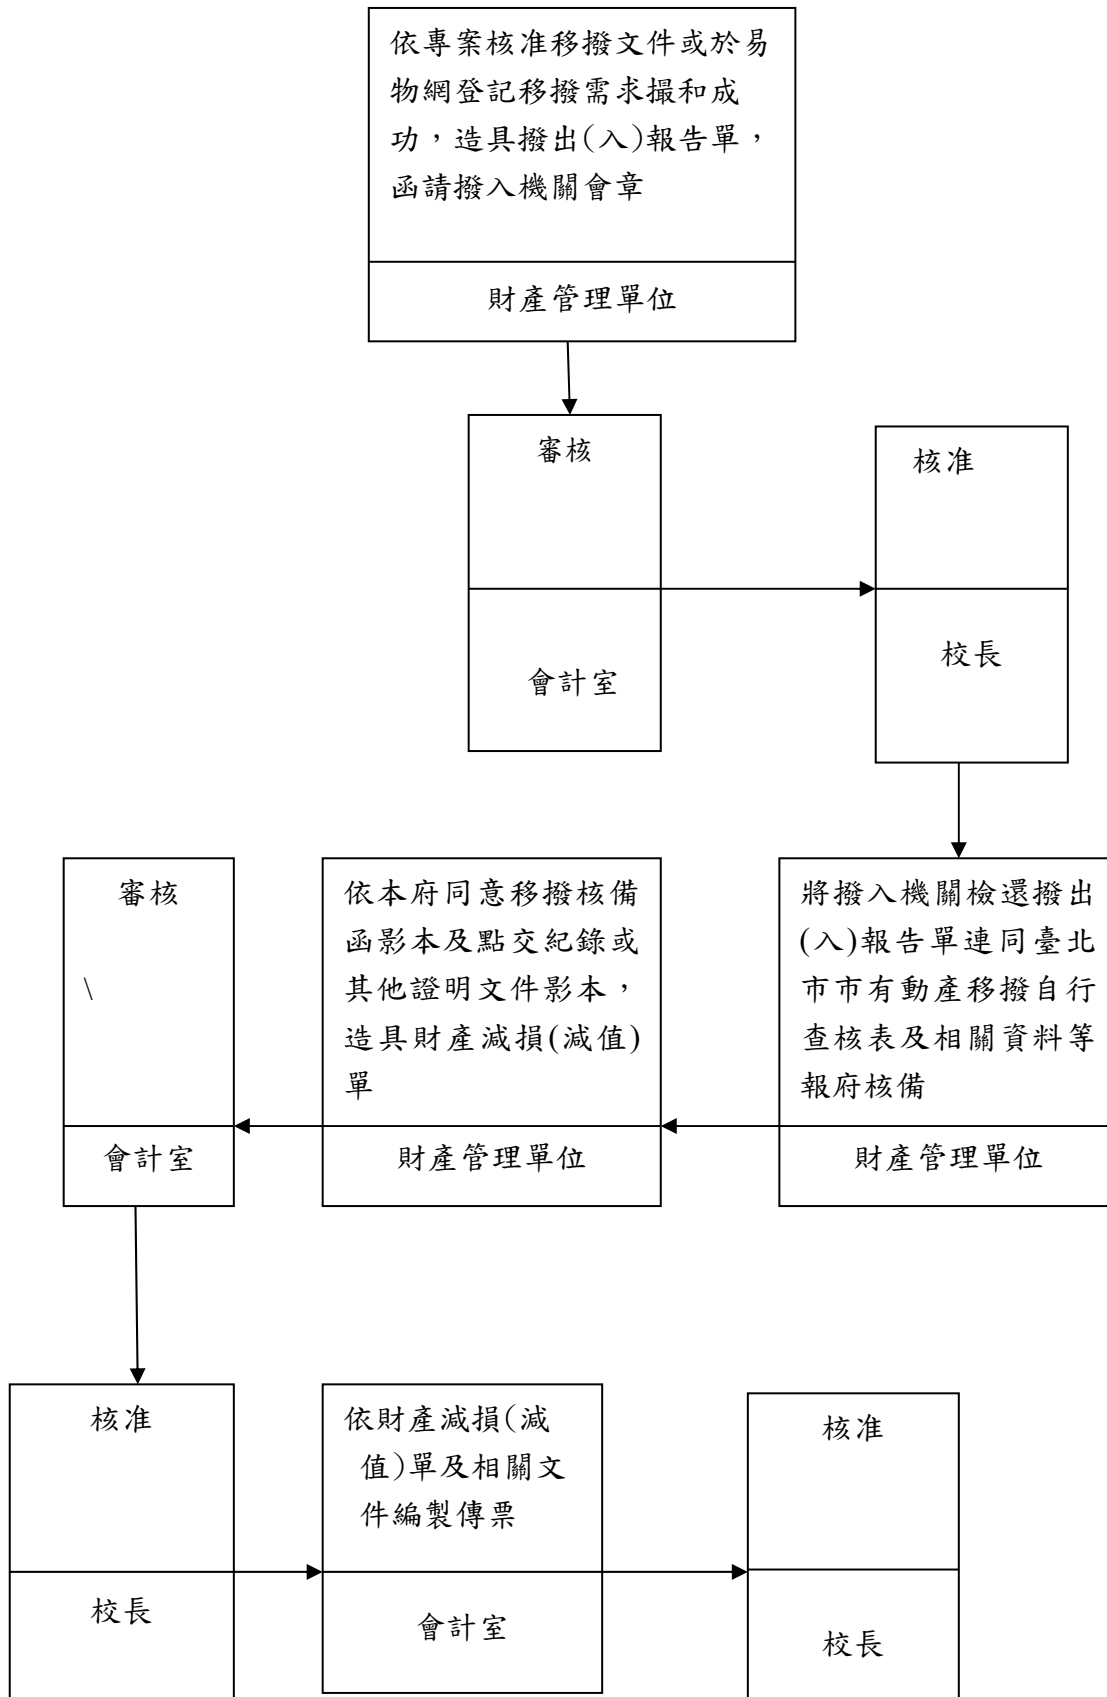 依專案核准移撥文件或於易
物網登記移撥需求撮和成
功，造具撥出(入)報告單，
函請撥入機關會章
財產管理單位
審核
會計室
核准
校長
將撥入機關檢還撥出
(入)報告單連同臺北
市市有動產移撥自行
查核表及相關資料等
報府核備
財產管理單位
依本府同意移撥核備
函影本及點交紀錄或
其他證明文件影本，
造具財產減損(減值)
單
財產管理單位
審核
\
會計室
核准
校長
依財產減損(減
值)單及相關文
件編製傳票
會計室
核准
校長